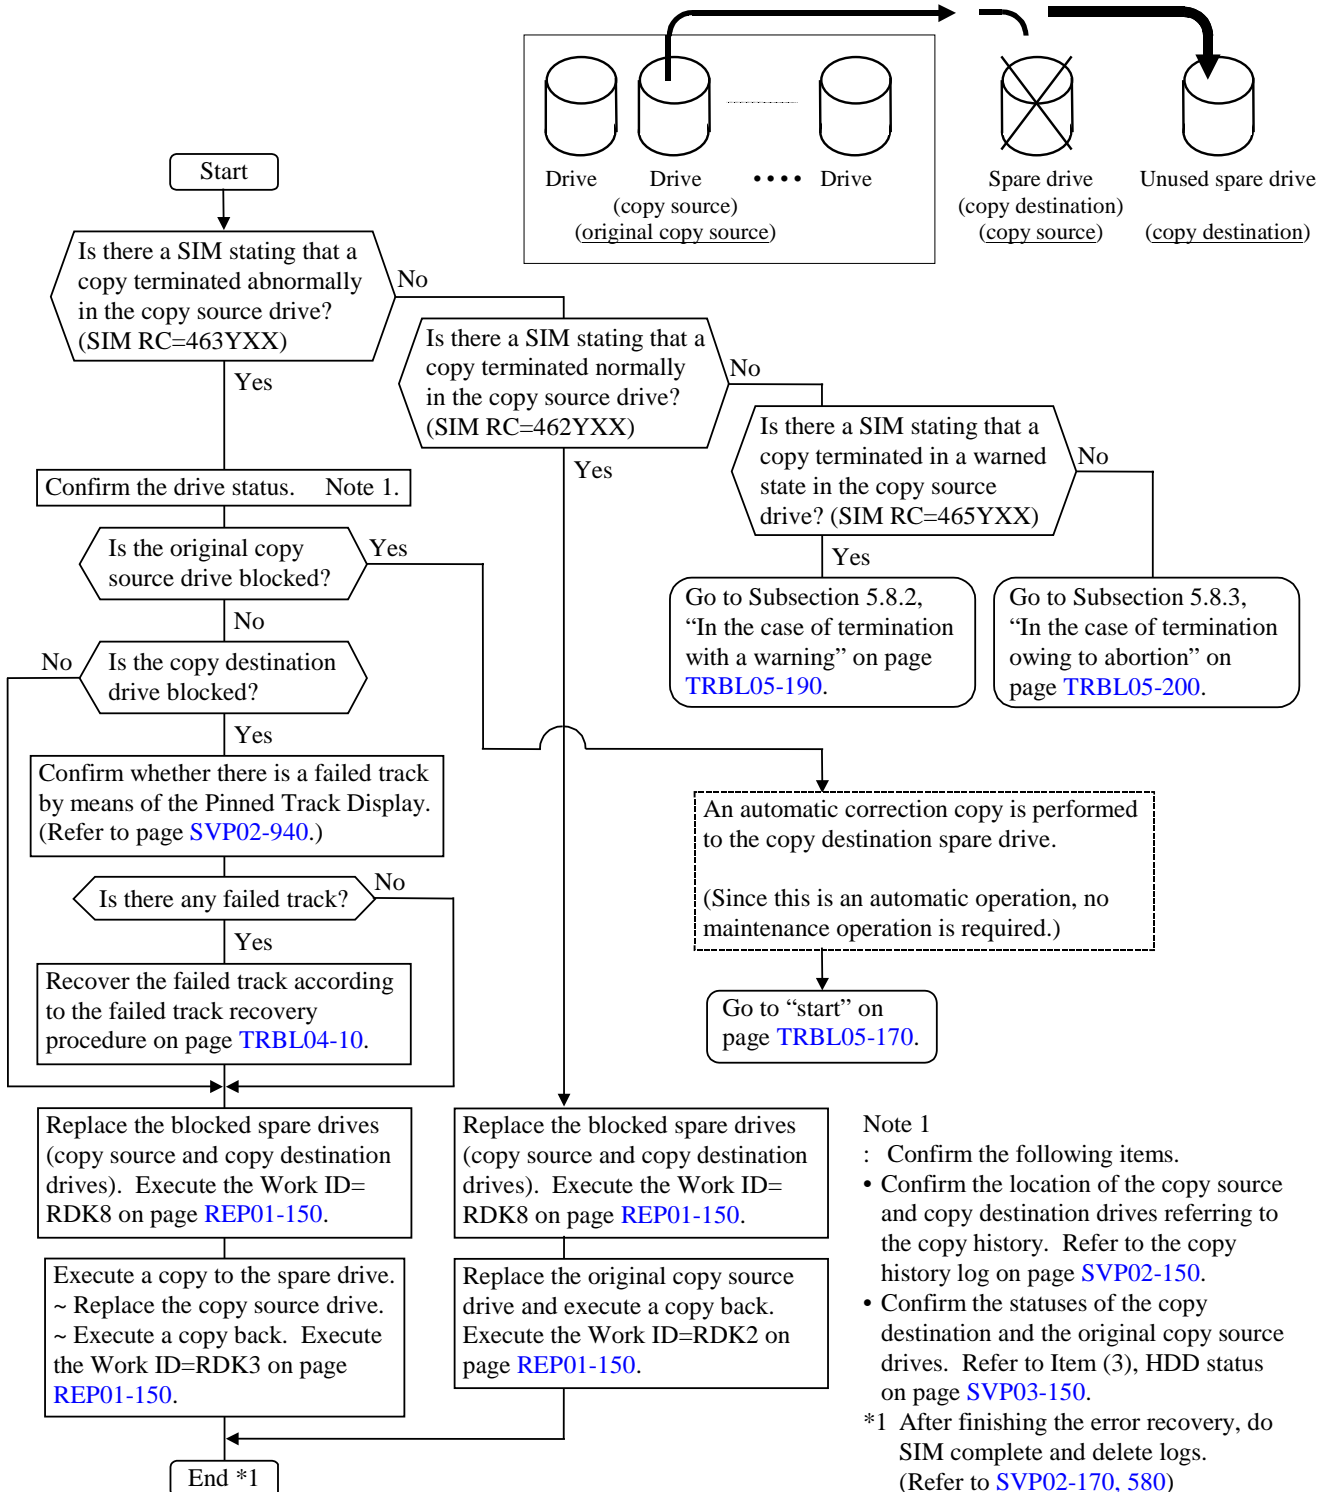 Drive
Drive
(copy source)
(original copy source)
••••
Drive
Spare drive
(copy destination)
(copy source)
Unused spare drive
(copy destination)
Start
Is there a SIM stating that a
copy terminated abnormally
in the copy source drive?
(SIM RC=463YXX)
No
Yes
Is there a SIM stating that a
copy terminated normally
in the copy source drive?
(SIM RC=462YXX)
No
Yes
Is there a SIM stating that a
copy terminated in a warned
state in the copy source
drive? (SIM RC=465YXX)
No
Yes
Confirm the drive status. Note 1.
Is the original copy
source drive blocked?
Yes
No
Go to Subsection 5.8.2,
“In the case of termination
with a warning” on page
TRBL05-190.
Go to Subsection 5.8.3,
“In the case of termination
owing to abortion” on
page TRBL05-200.
Is the copy destination
drive blocked?
No
Yes
Confirm whether there is a failed track
by means of the Pinned Track Display.
(Refer to page SVP02-940.)
Is there any failed track?
No
Yes
Recover the failed track according
to the failed track recovery
procedure on page TRBL04-10.
An automatic correction copy is performed
to the copy destination spare drive.
(Since this is an automatic operation, no
maintenance operation is required.)
Go to “start” on
page TRBL05-170.
Replace the blocked spare drives
(copy source and copy destination
drives). Execute the Work ID=
RDK8 on page REP01-150.
Execute a copy to the spare drive.
~ Replace the copy source drive.
~ Execute a copy back. Execute
the Work ID=RDK3 on page
REP01-150.
Replace the blocked spare drives
(copy source and copy destination
drives). Execute the Work ID=
RDK8 on page REP01-150.
Replace the original copy source
drive and execute a copy back.
Execute the Work ID=RDK2 on
page REP01-150.
End *1
Note 1
: Confirm the following items.
• Confirm the location of the copy source
and copy destination drives referring to
the copy history. Refer to the copy
history log on page SVP02-150.
• Confirm the statuses of the copy
destination and the original copy source
drives. Refer to Item (3), HDD status
on page SVP03-150.
*1 After finishing the error recovery, do
SIM complete and delete logs.
(Refer to SVP02-170, 580)